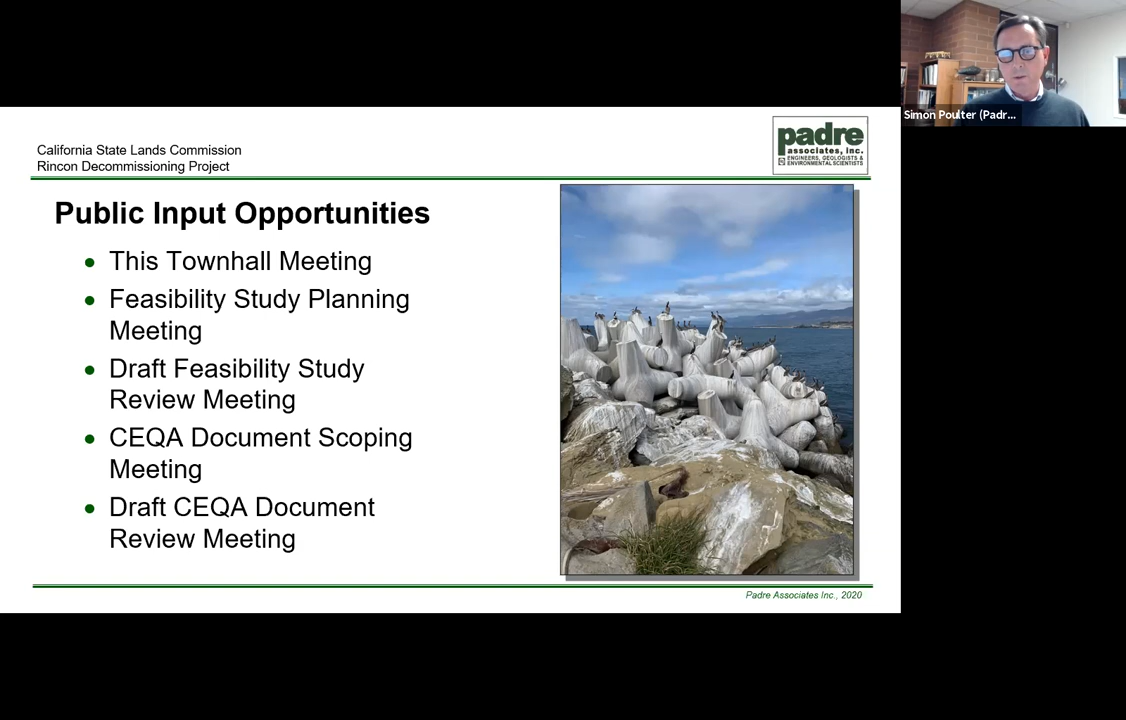 California State Lands Commission
Rincon Decommissioning Project
padre
associates, inc.
ENGINEERS, GEOLOGISTS &
ENVIRONMENTAL SCIENTISTS
Simon Poulter (Padr...
Public Input Opportunities
• This Townhall Meeting
• Feasibility Study Planning
Meeting
• Draft Feasibility Study
Review Meeting
• CEQA Document Scoping
Meeting
• Draft CEQA Document
Review Meeting
Padre Associates Inc., 2020